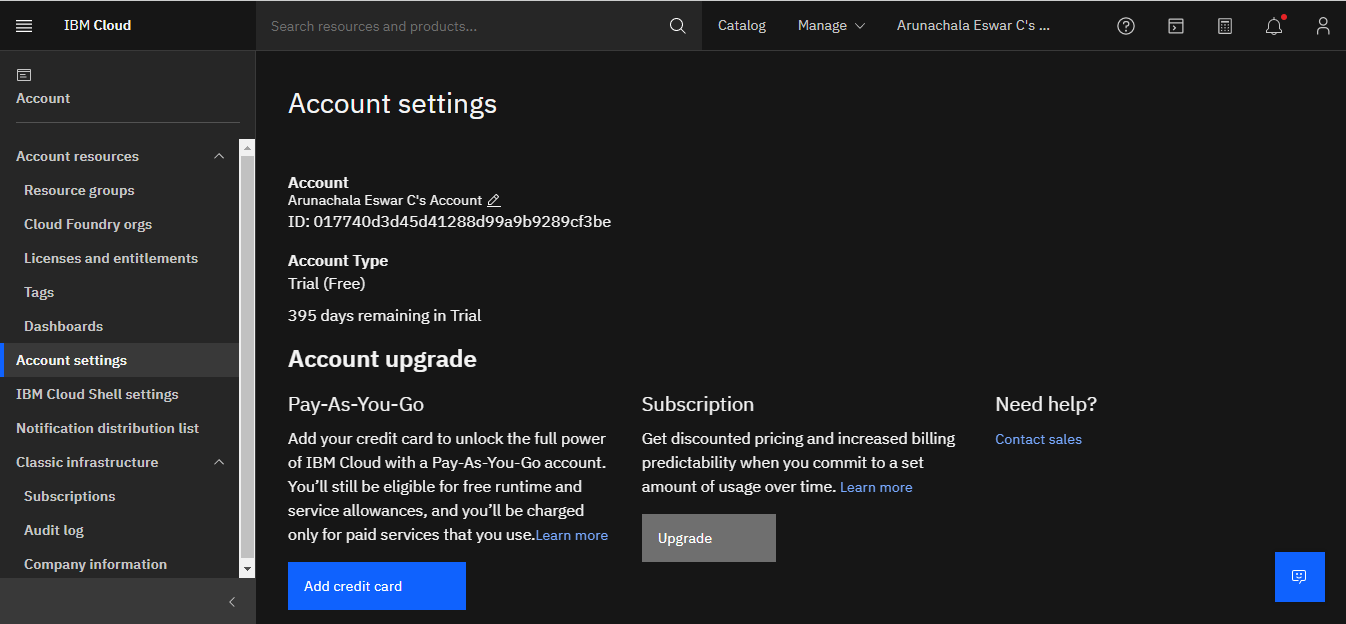 IBM Cloud
Search resources and products...
Catalog
Manage
Arunachala Eswar C's ...
Account
Account resources
Resource groups
Cloud Foundry orgs
Licenses and entitlements
Tags
Dashboards
Account settings
IBM Cloud Shell settings
Notification distribution list
Classic infrastructure
Subscriptions
Audit log
Company information
Account settings
Account
Arunachala Eswar C's Account
ID: 017740d3d45d41288d99a9b9289cf3be
Account Type
Trial (Free)
395 days remaining in Trial
Account upgrade
Pay-As-You-Go
Add your credit card to unlock the full power
of IBM Cloud with a Pay-As-You-Go account.
You’ll still be eligible for free runtime and
service allowances, and you’ll be charged
only for paid services that you use.Learn more
Add credit card
Subscription
Get discounted pricing and increased billing
predictability when you commit to a set
amount of usage over time. Learn more
Upgrade
Need help?
Contact sales